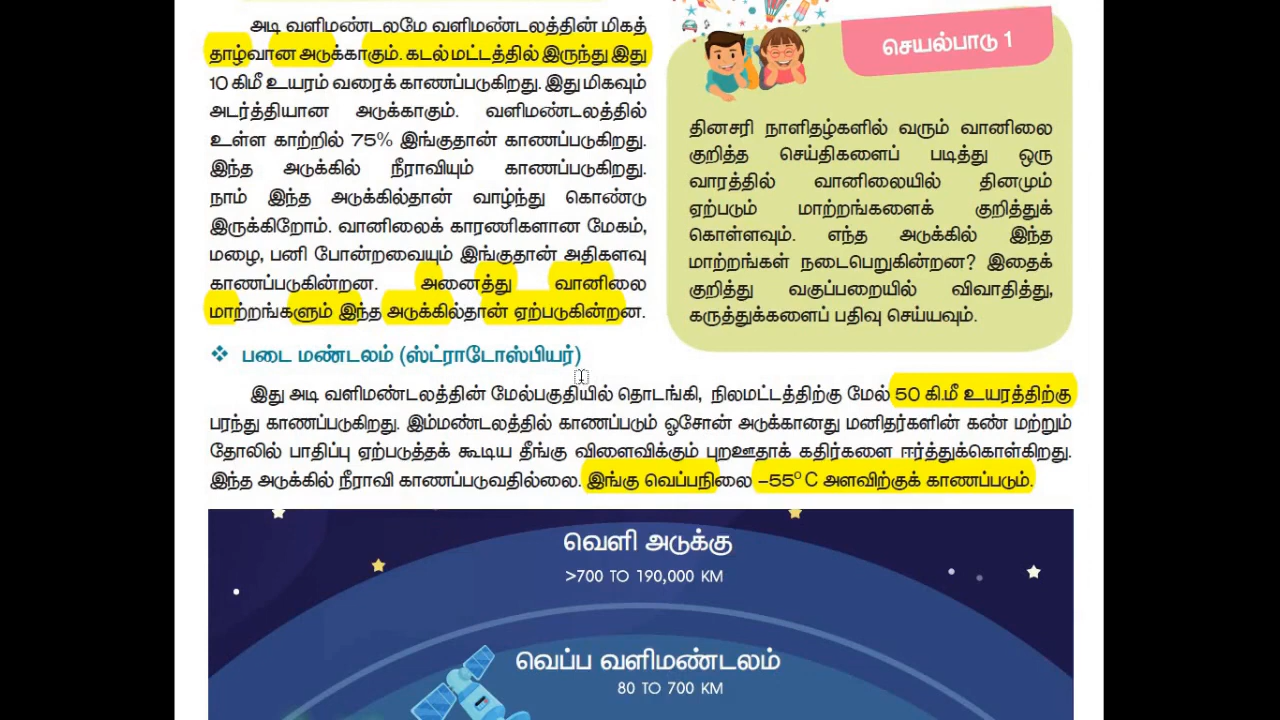 அடி வளிமண்டலமே வளிமண்டலத்தின் மிகத்
தாழ்வான அடுக்காகும். கடல் மட்டத்தில் இருந்து இது
10 கிமீ உயரம் வரைக் காணப்படுகிறது. இது மிகவும்
அடர்த்தியான அடுக்காகும். வளிமண்டலத்தில்
உள்ள காற்றில் 75% இங்குதான் காணப்படுகிறது.
இந்த அடுக்கில் நீராவியும் காணப்படுகிறது.
நாம் இந்த அடுக்கில்தான் வாழ்ந்து கொண்டு
இருக்கிறோம். வானிலைக் காரணிகளான மேகம்,
மழை, பனி போன்றவையும் இங்குதான் அதிகளவு
காணப்படுகின்றன. அனைத்து வானிலை
மாற்றங்களும் இந்த அடுக்கில்தான் ஏற்படுகின்றன.
செயல்பாடு 1
தினசரி நாளிதழ்களில் வரும் வானிலை
குறித்த செய்திகளைப் படித்து ஒரு
வாரத்தில் வானிலையில் தினமும்
ஏற்படும் மாற்றங்களைக் குறித்துக்
கொள்ளவும். எந்த அடுக்கில் இந்த
மாற்றங்கள் நடைபெறுகின்றன? இதைக்
குறித்து வகுப்பறையில் விவாதித்து,
கருத்துக்களைப் பதிவு செய்யவும்.
❖ படை மண்டலம் (ஸ்ட்ராடோஸ்பியர்)
இது அடி வளிமண்டலத்தின் மேல்பகுதியில் தொடங்கி, நிலமட்டத்திற்கு மேல் 50 கி.மீ உயரத்திற்கு
பரந்து காணப்படுகிறது. இம்மண்டலத்தில் காணப்படும் ஓசோன் அடுக்கானது மனிதர்களின் கண் மற்றும்
தோலில் பாதிப்பு ஏற்படுத்தக் கூடிய தீங்கு விளைவிக்கும் புறஊதாக் கதிர்களை ஈர்த்துக்கொள்கிறது.
இந்த அடுக்கில் நீராவி காணப்படுவதில்லை. இங்கு வெப்பநிலை –55⁰ C அளவிற்குக் காணப்படும்.
வெளி அடுக்கு
>700 TO 190,000 KM
வெப்ப வளிமண்டலம்
80 TO 700 KM